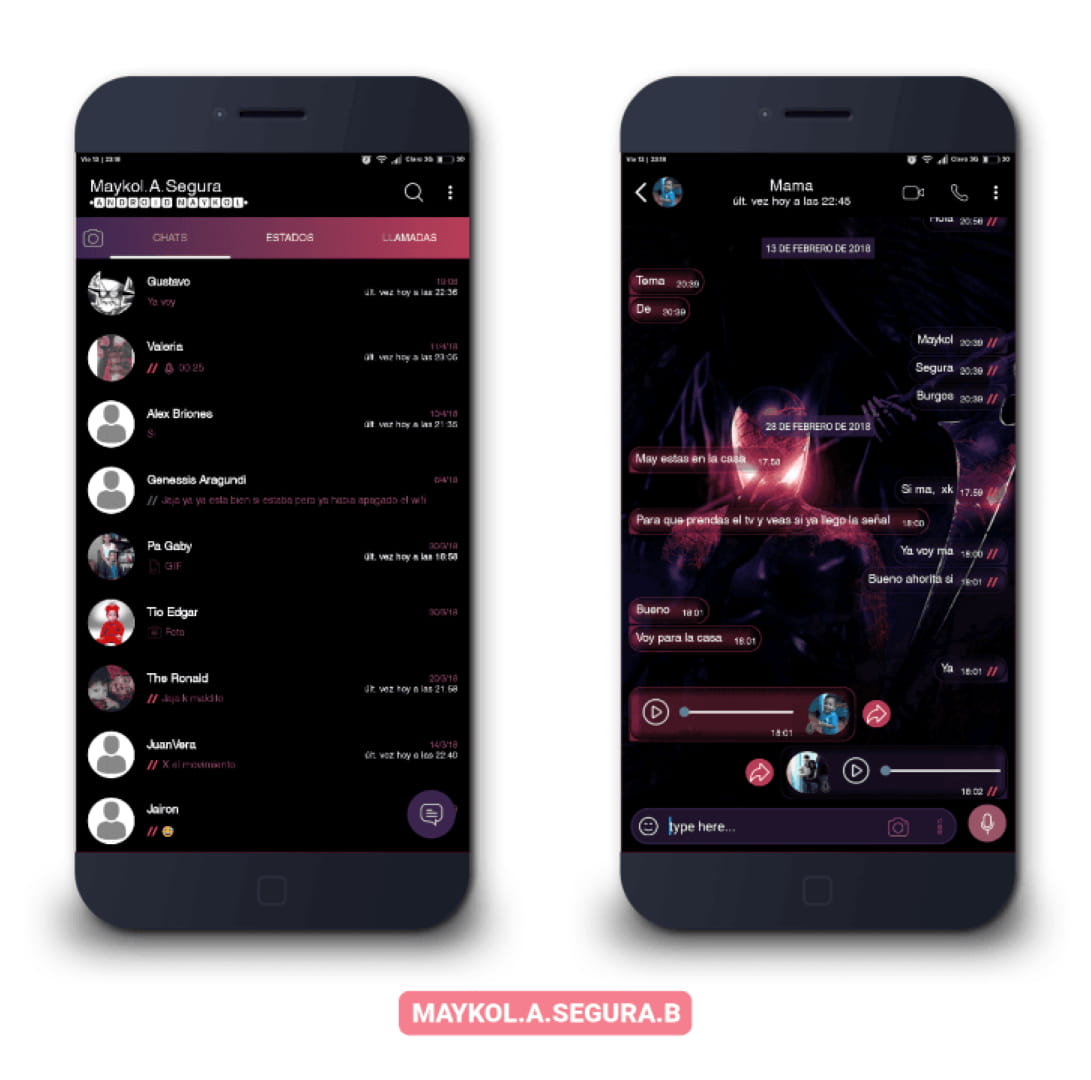 Vie 13 | 23:18
Claro 3G
30
Maykol.A.Segura
•ANDROID MAYKOL•
CHATS
ESTADOS
LLAMADAS
Gustavo
19:08
últ. vez hoy a las 22:36
Ya voy
Valeria
11/4/18
últ. vez hoy a las 23:05
00:25
Alex Briones
10/4/18
últ. vez hoy a las 21:35
Si
Genessis Aragundi
6/4/18
Jaja ya ya esta bien si estaba pero ya habia apagado el wifi
Pa Gaby
30/3/18
últ. vez hoy a las 18:58
GIF
Tio Edgar
30/3/18
Foto
The Ronald
20/3/18
últ. vez hoy a las 21:58
Jaja k maldito
JuanVera
14/3/18
últ. vez hoy a las 22:40
X el movimiento
Jairon
Vie 13 | 23:18
Claro 3G
30
Mama
últ. vez hoy a las 22:45
Hola 20:56
13 DE FEBRERO DE 2018
Toma 20:39
De 20:39
Maykol 20:39
Segura 20:39
Burgos 20:39
28 DE FEBRERO DE 2018
May estas en la casa 17:58
Si ma, xk 17:59
Para que prendas el tv y veas si ya llego la señal 18:00
Ya voy ma 18:00
Bueno ahorita si 18:01
Bueno 18:01
Voy para la casa 18:01
Ya 18:01
18:01
18:02
type here...
MAYKOL.A.SEGURA.B